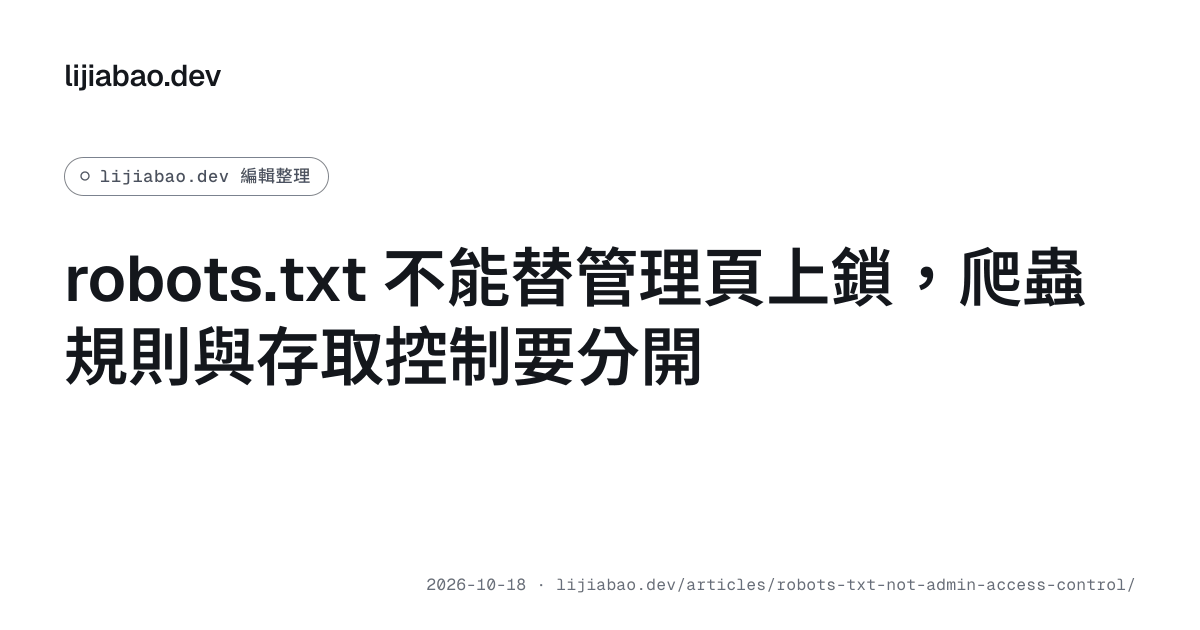 lijiabao.dev
lijiabao.dev 編輯整理
robots.txt 不能替管理頁上鎖，爬蟲
規則與存取控制要分開
2026-10-18 · lijiabao.dev/articles/robots-txt-not-admin-access-control/